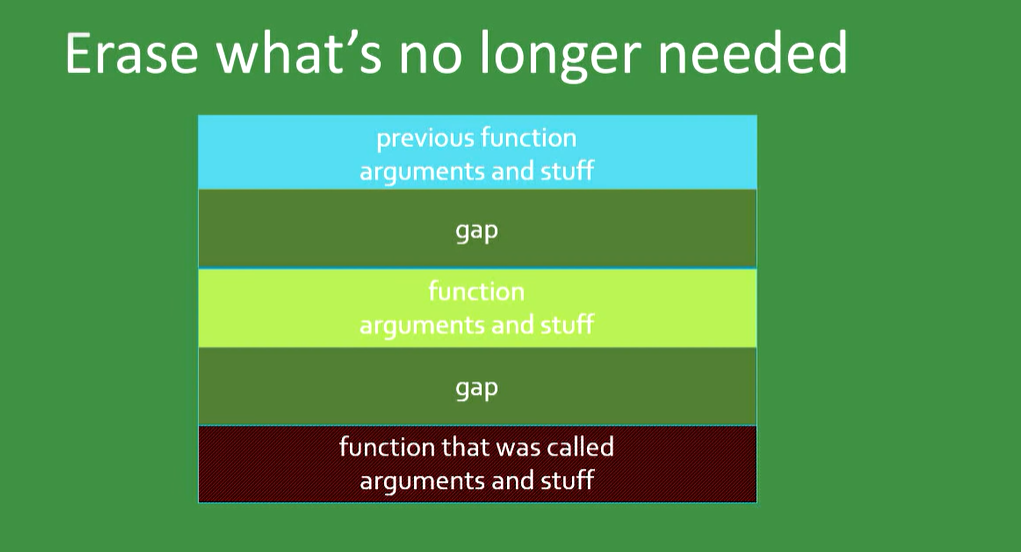 Erase what’s no longer needed
previous function
arguments and stuff
gap
function
arguments and stuff
gap
function that was called
arguments and stuff